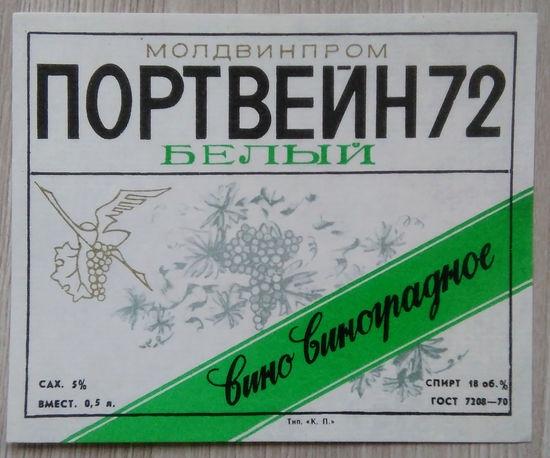 МОЛДВИНПРОМ
ПОРТВЕЙН 72
БЕЛЫЙ
вино виноградное
САХ. 5%
ВМЕСТ. 0,5 л.
СПИРТ 18 об.%
ГОСТ 7208—70
Тип. «К. П.»